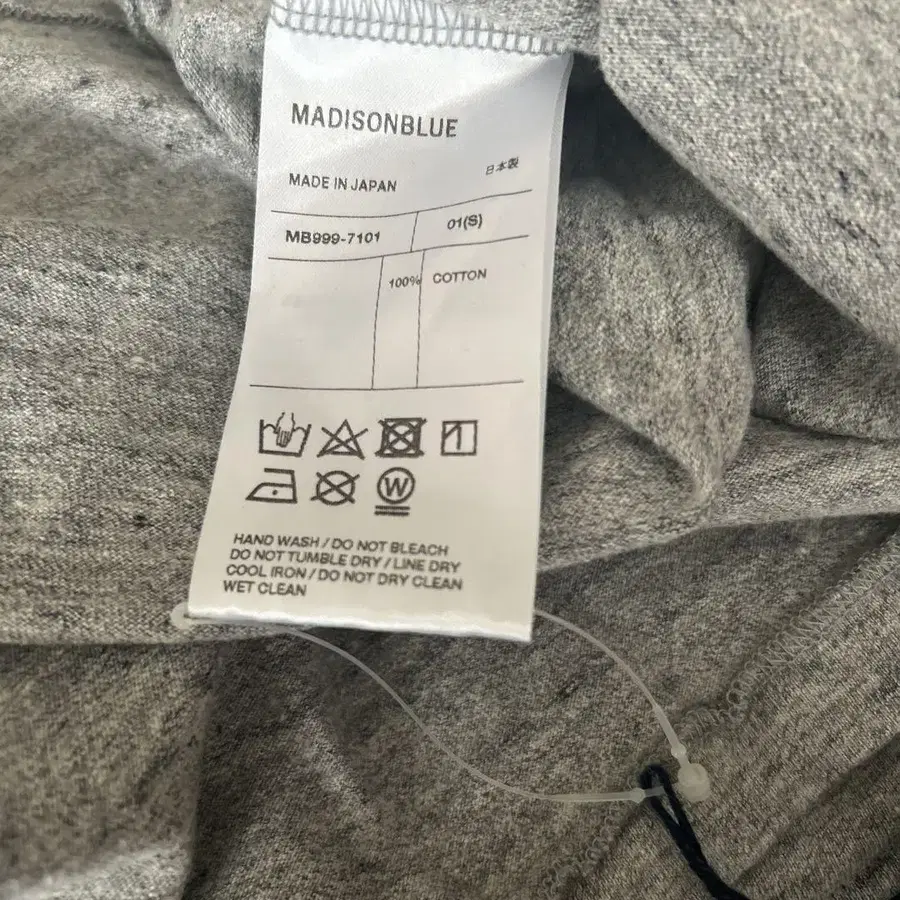 MADISONBLUE
日本製
MADE IN JAPAN
MB999-7101 01(S)
100% COTTON
W
HAND WASH / DO NOT BLEACH
DO NOT TUMBLE DRY / LINE DRY
COOL IRON / DO NOT DRY CLEAN
WET CLEAN